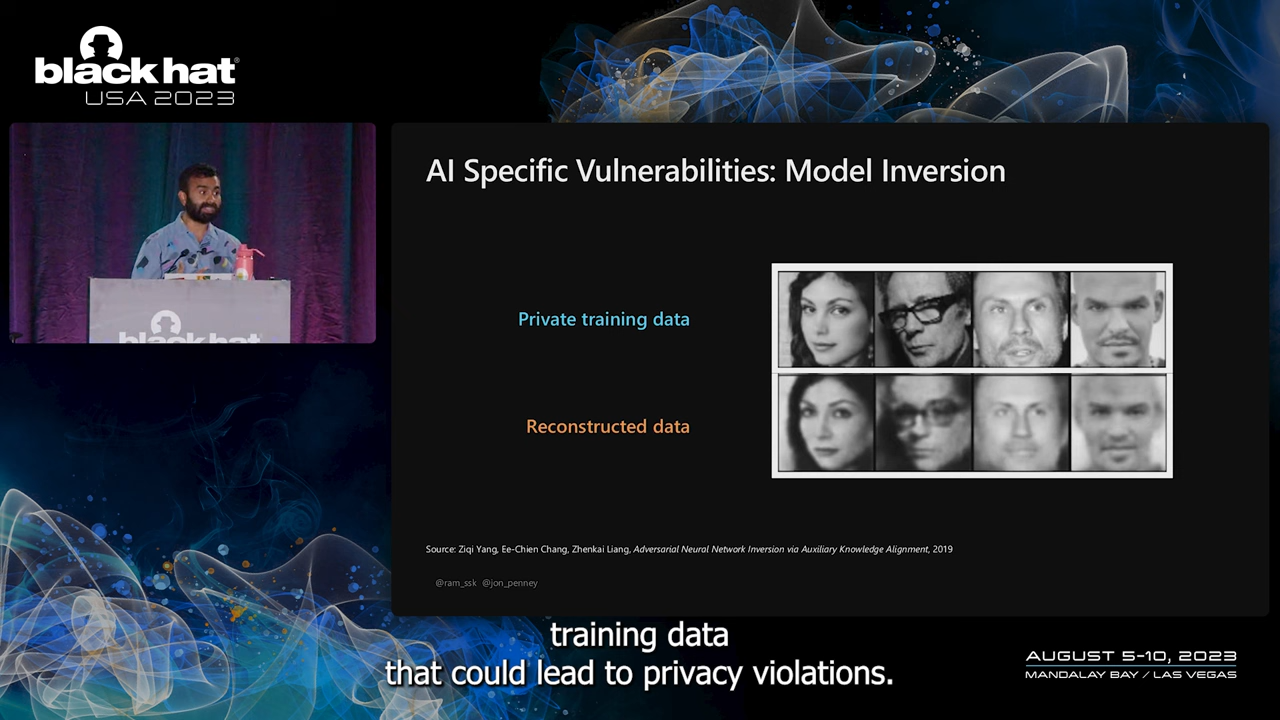 black hat®
USA 2023
AI Specific Vulnerabilities: Model Inversion
Private training data
Reconstructed data
Source: Ziqi Yang, Ee-Chien Chang, Zhenkai Liang, Adversarial Neural Network Inversion via Auxiliary Knowledge Alignment, 2019
@ram_ssk @jon_penney
black hat
training data
that could lead to privacy violations.
AUGUST 5-10, 2023
MANDALAY BAY / LAS VEGAS